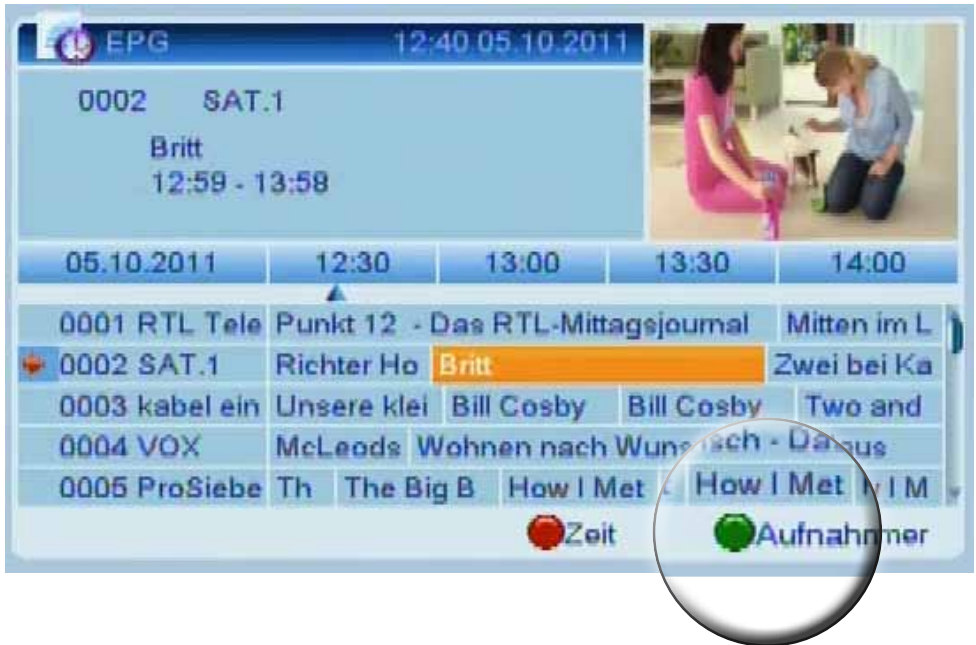 EPG 12:40 05.10.2011
0002 SAT.1
Britt
12:59 - 13:58
05.10.2011 12:30 13:00 13:30 14:00
0001 RTL Tele Punkt 12 - Das RTL-Mittagsjournal Mitten im L
0002 SAT.1 Richter Ho Britt Zwei bei Ka
0003 kabel ein Unsere klei Bill Cosby Bill Cosby Two and
0004 VOX McLeods Wohnen nach
0005 ProSiebe Th The Big B How I Met How I Met I M
Zeit